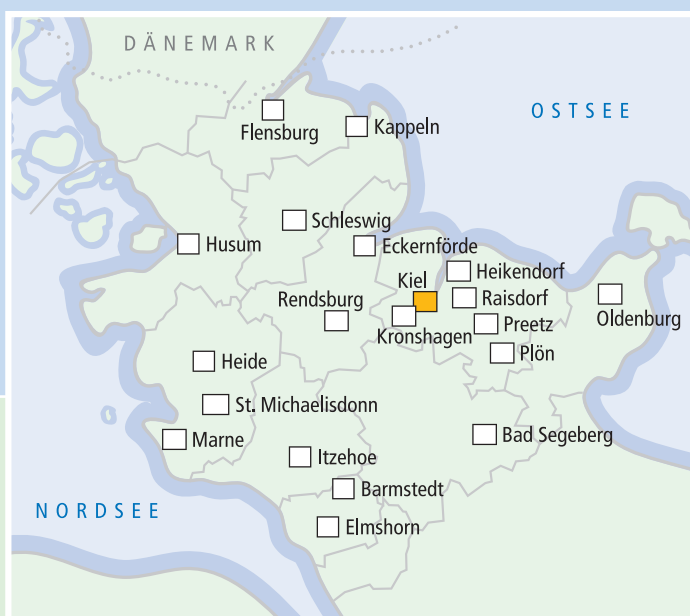 DÄNEMARK
OSTSEE
Flensburg
Kappeln
Schleswig
Husum
Eckernförde
Heikendorf
Kiel
Raisdorf
Rendsburg
Oldenburg
Preetz
Kronshagen
Plön
Heide
St. Michaelisdonn
Marne
Bad Segeberg
Itzehoe
Barmstedt
NORDSEE
Elmshorn